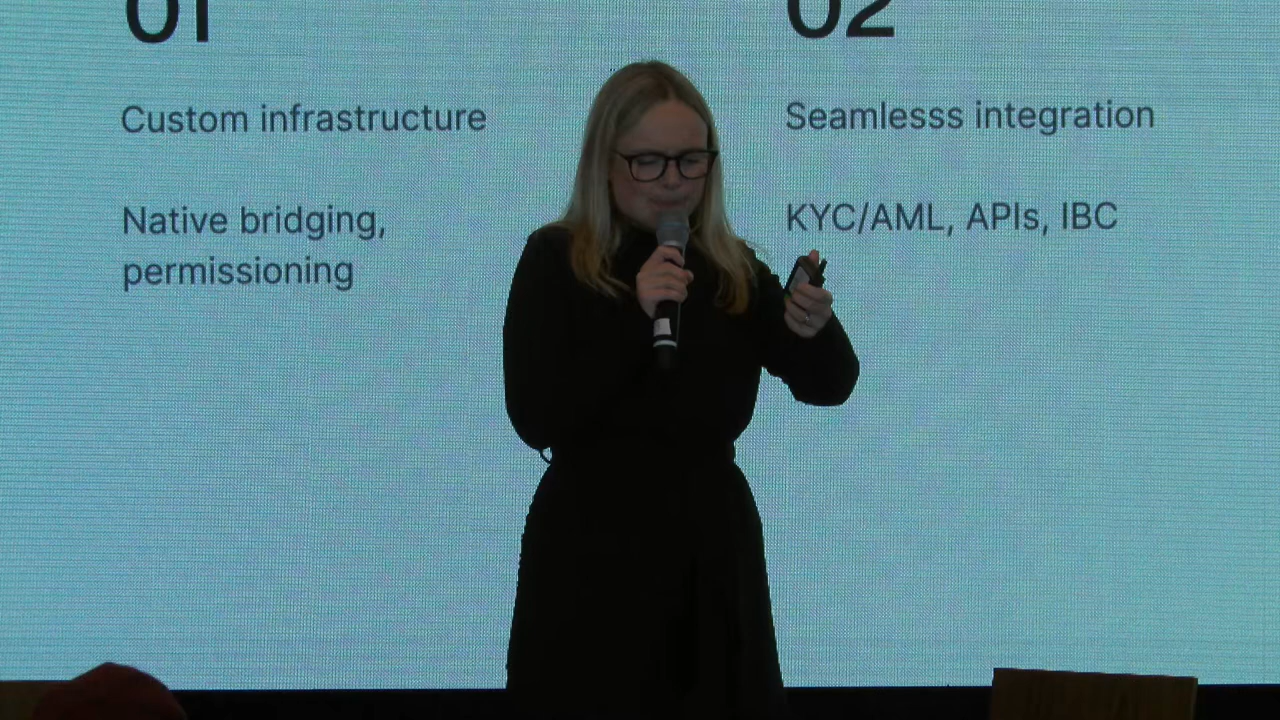 01
Custom infrastructure
Native bridging,
permissioning
02
Seamlesss integration
KYC/AML, APIs, IBC